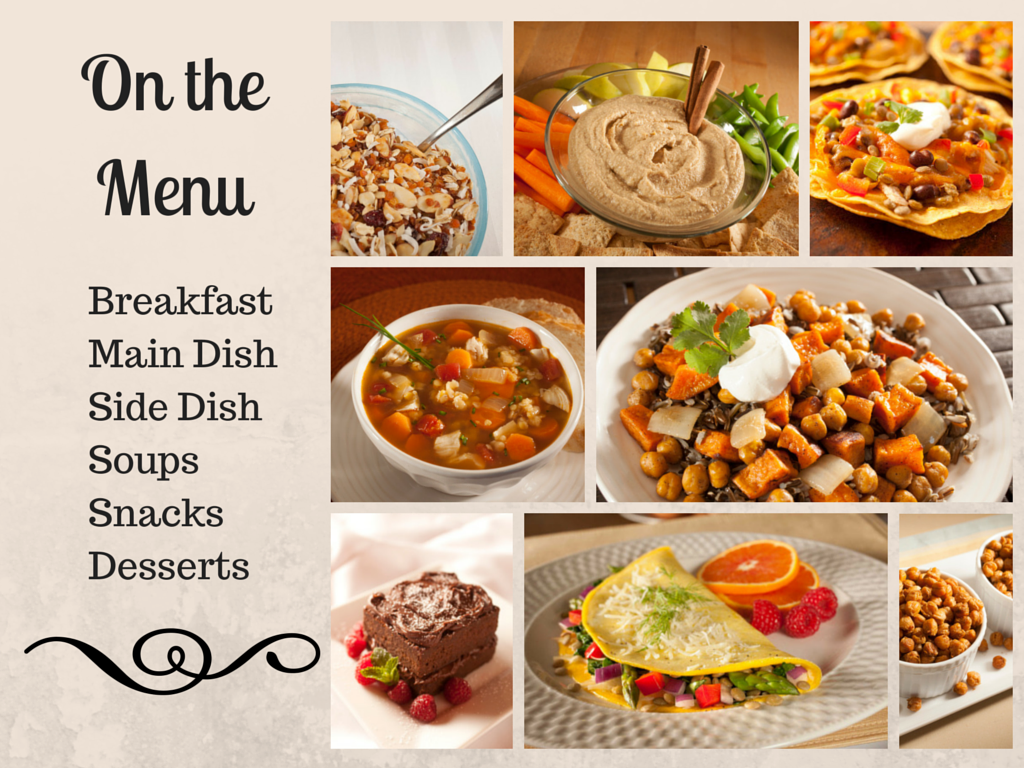 On the
Menu
Breakfast
Main Dish
Side Dish
Soups
Snacks
Desserts